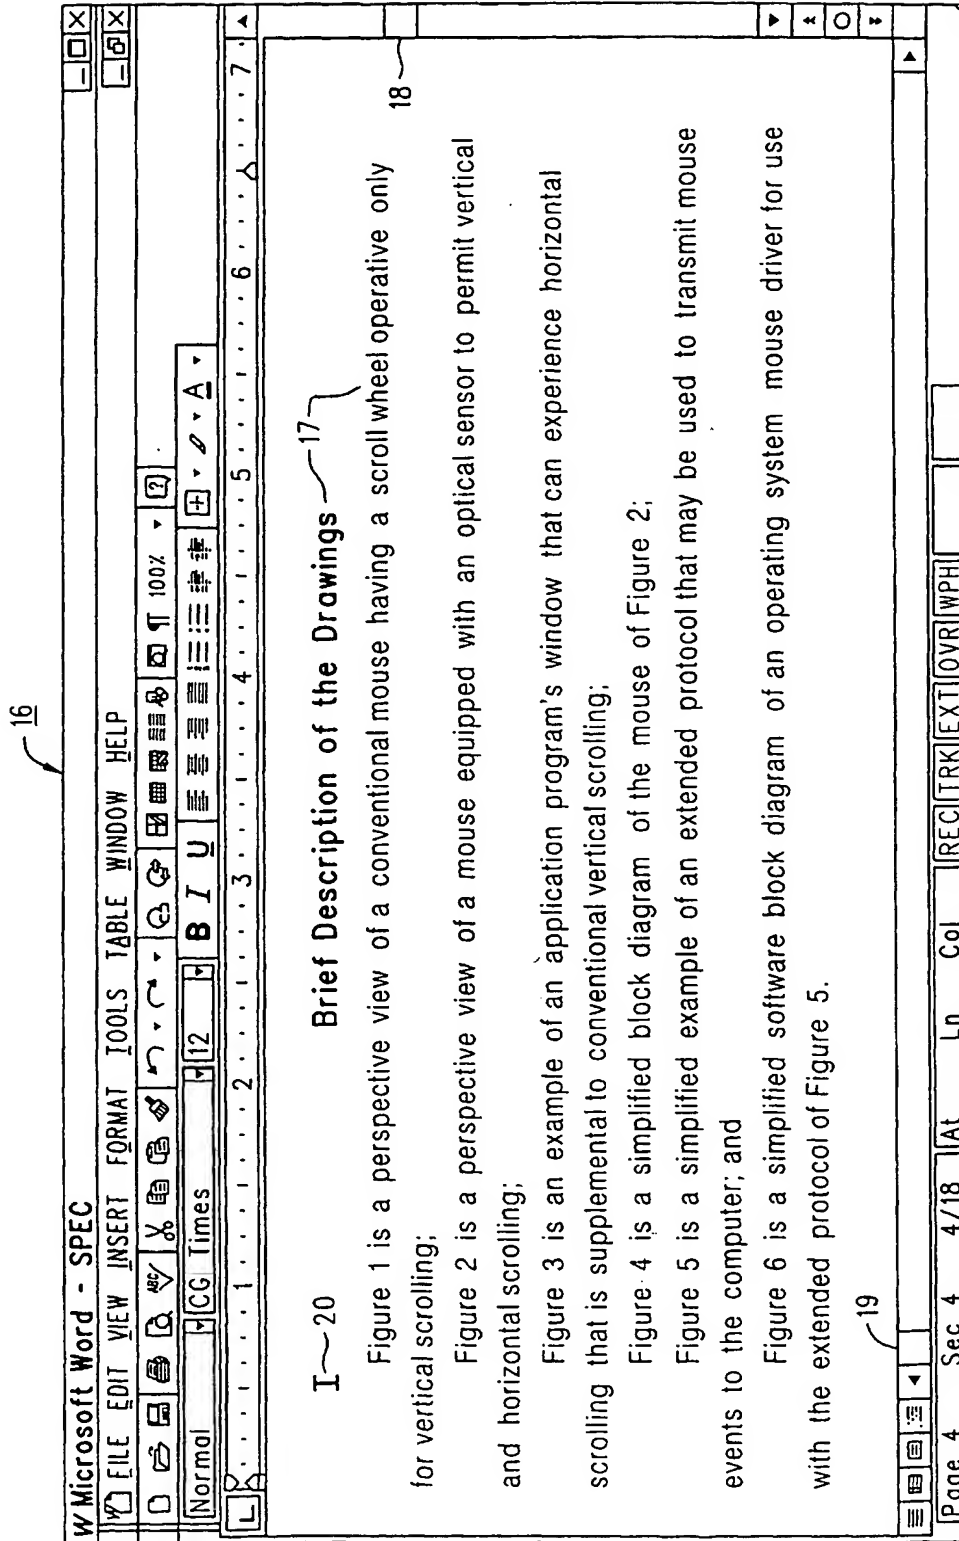 16
W Microsoft Word - SPEC
FILE EDIT VIEW INSERT FORMAT TOOLS TABLE WINDOW HELP
ABC ¶ 100% ?
Normal CG Times 12 B I U A
L 1 2 3 4 5 6 7
I 20 Brief Description of the Drawings 17
Figure 1 is a perspective view of a conventional mouse having a scroll wheel operative only
for vertical scrolling;
18
Figure 2 is a perspective view of a mouse equipped with an optical sensor to permit vertical
and horizontal scrolling;
Figure 3 is an example of an application program's window that can experience horizontal
scrolling that is supplemental to conventional vertical scrolling;
Figure 4 is a simplified block diagram of the mouse of Figure 2;
Figure 5 is a simplified example of an extended protocol that may be used to transmit mouse
events to the computer; and
Figure 6 is a simplified software block diagram of an operating system mouse driver for use
with the extended protocol of Figure 5.
19
Page 4 Sec 4 4/18 At Ln Col REC TRK EXT OVR WPH